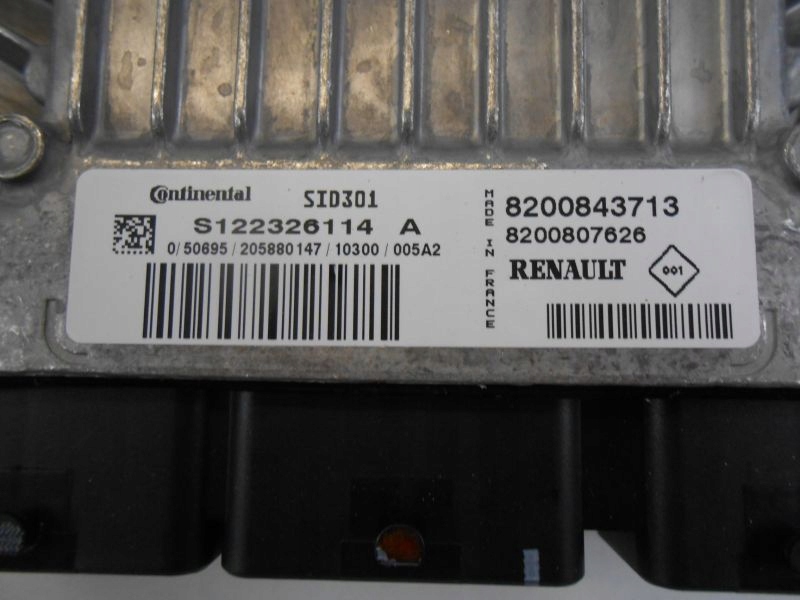 Continental SID301
S122326114 A
0/50695/205880147/10300/005A2
MADE IN FRANCE
8200843713
8200807626
RENAULT 001